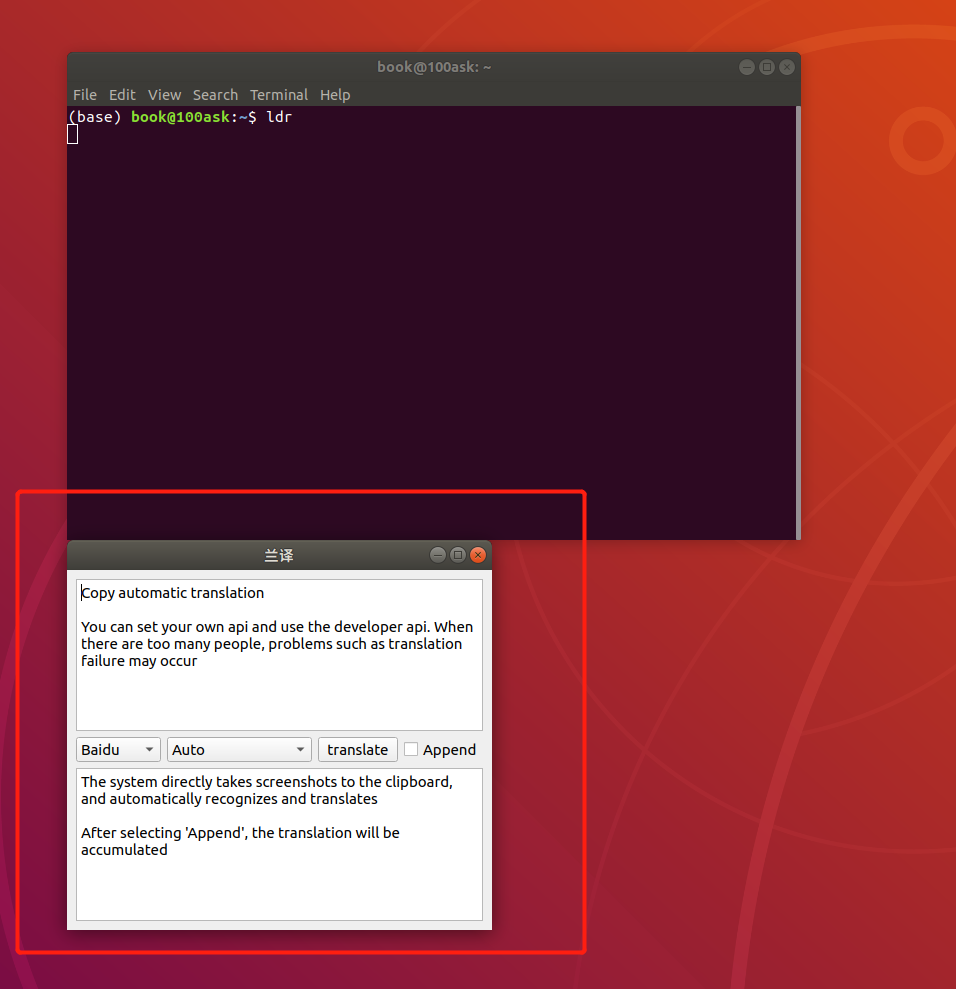 book@100ask: ~
File Edit View Search Terminal Help
(base) book@100ask:~$ ldr
兰译
Copy automatic translation
You can set your own api and use the developer api. When
there are too many people, problems such as translation
failure may occur
Baidu Auto translate Append
The system directly takes screenshots to the clipboard,
and automatically recognizes and translates
After selecting 'Append', the translation will be
accumulated